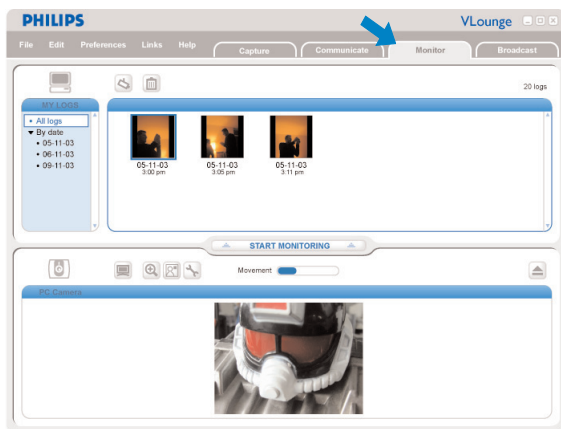 PHILIPS
VLounge
File Edit Preferences Links Help
Capture Communicate Monitor Broadcast
20 logs
MY LOGS
• All logs
▼ By date
• 05-11-03
• 06-11-03
• 09-11-03
05-11-03 05-11-03 05-11-03
3:00 pm 3:05 pm 3:11 pm
START MONITORING
Movement
PC Camera